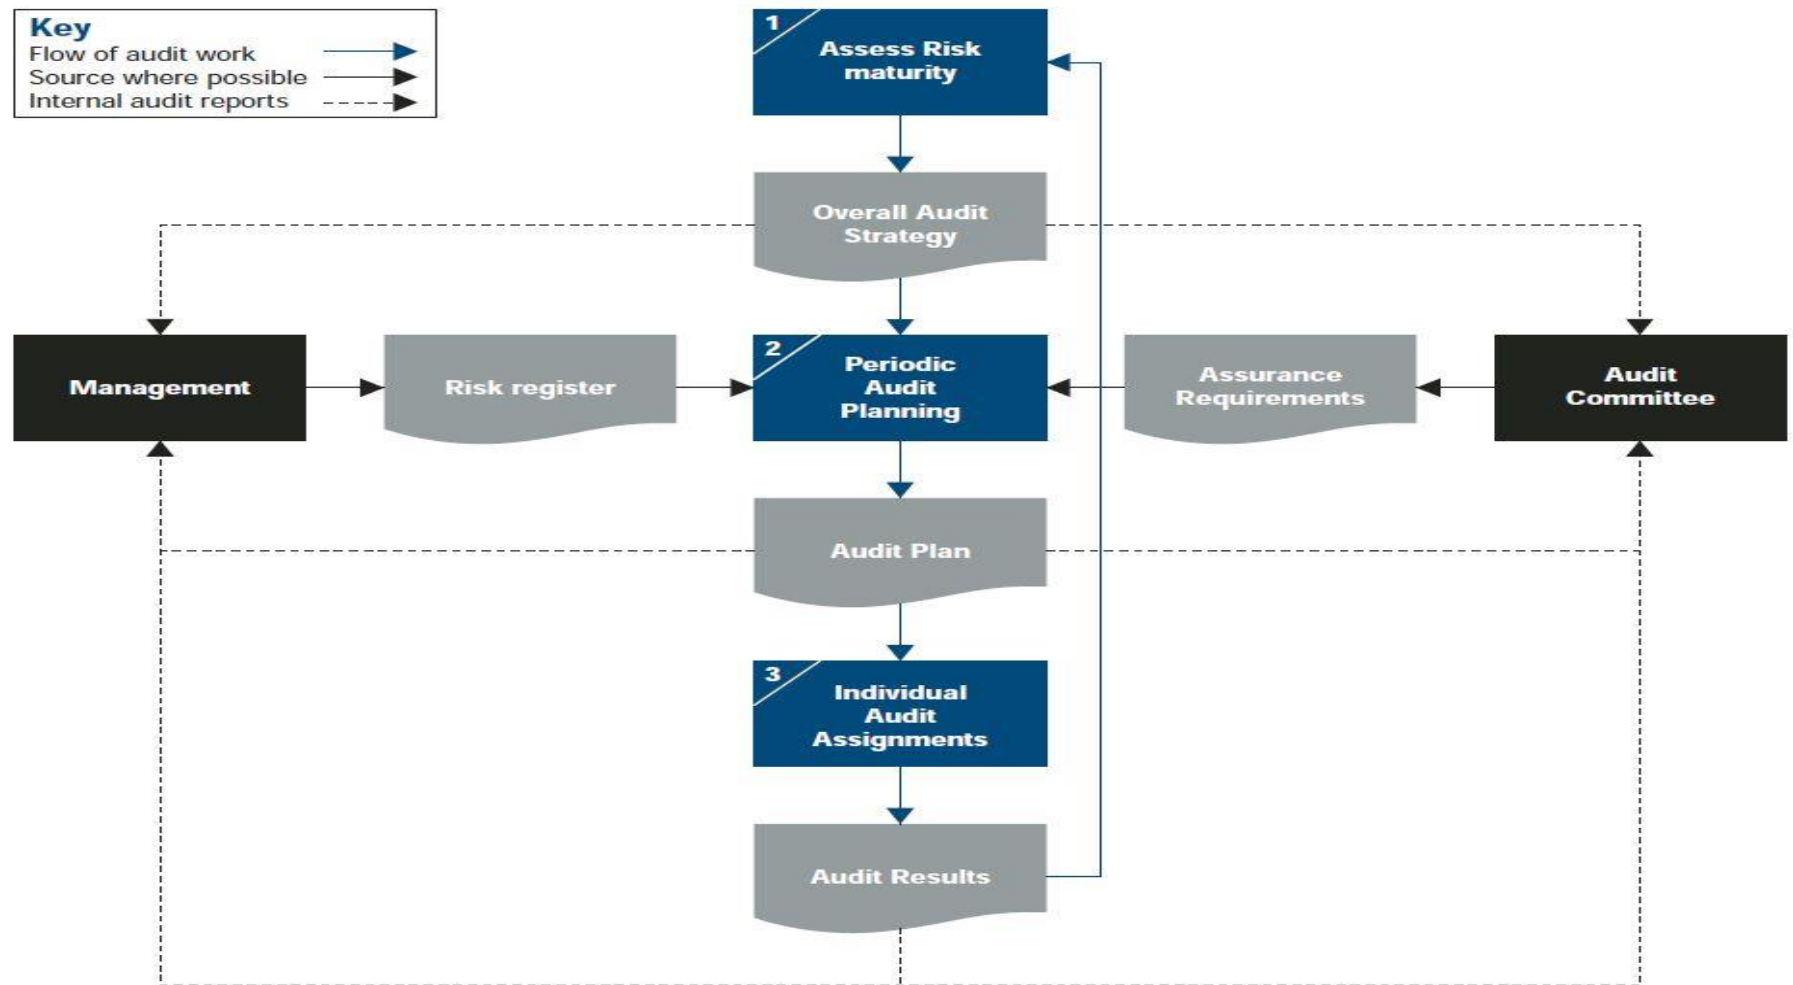 Key
Flow of audit work
Source where possible
Internal audit reports
1
Assess Risk
maturity
Overall Audit
Strategy
Management
Risk register
2
Periodic
Audit
Planning
Assurance
Requirements
Audit
Committee
Audit Plan
3
Individual
Audit
Assignments
Audit Results